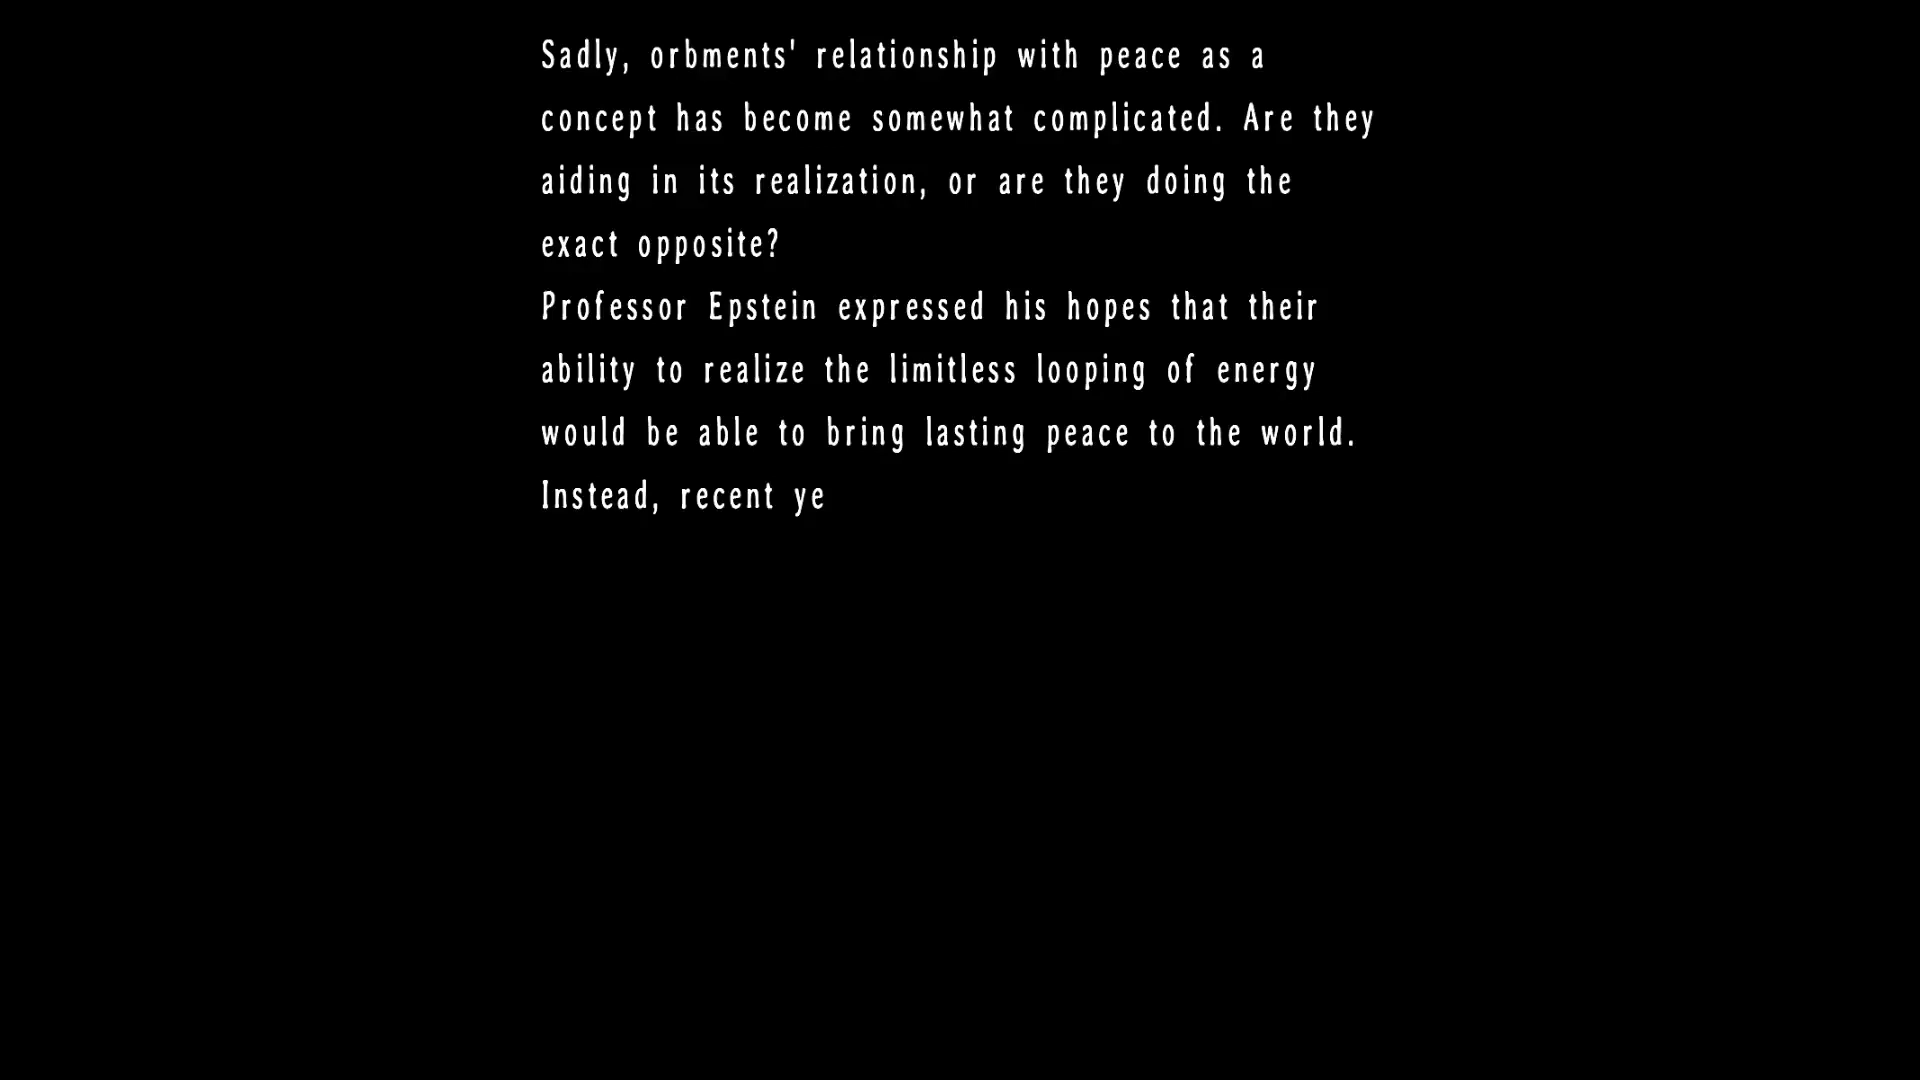 Sadly, orbments' relationship with peace as a
concept has become somewhat complicated. Are they
aiding in its realization, or are they doing the
exact opposite?
Professor Epstein expressed his hopes that their
ability to realize the limitless looping of energy
would be able to bring lasting peace to the world.
Instead, recent ye